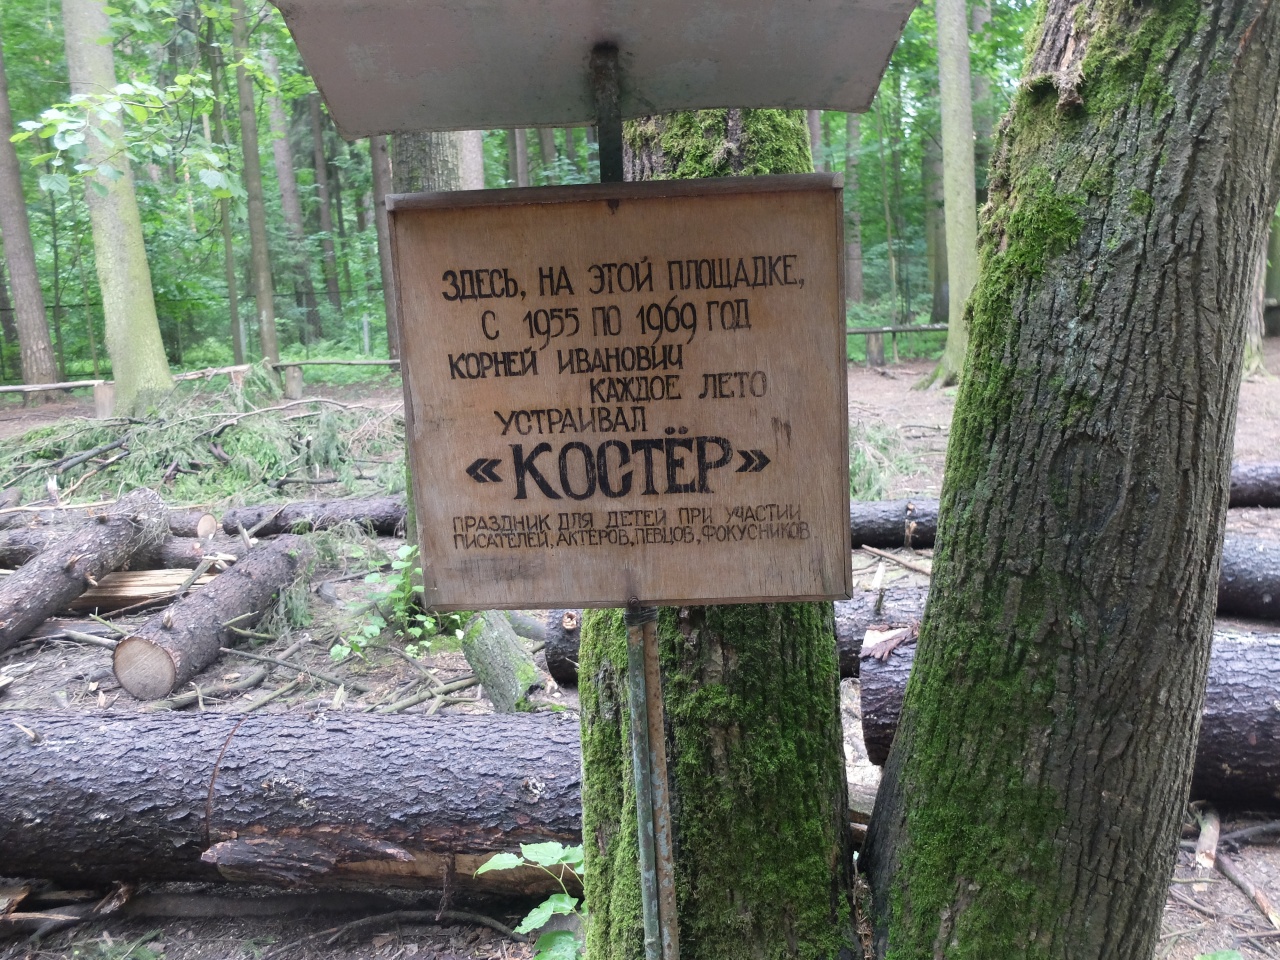 ЗДЕСЬ, НА ЭТОЙ ПЛОЩАДКЕ,
С 1955 ПО 1969 ГОД
КОРНЕЙ ИВАНОВИЧ
КАЖДОЕ ЛЕТО
УСТРАИВАЛ
«КОСТЁР»
ПРАЗДНИК ДЛЯ ДЕТЕЙ ПРИ УЧАСТИИ
ПИСАТЕЛЕЙ, АКТЁРОВ, ПЕВЦОВ, ФОКУСНИКОВ